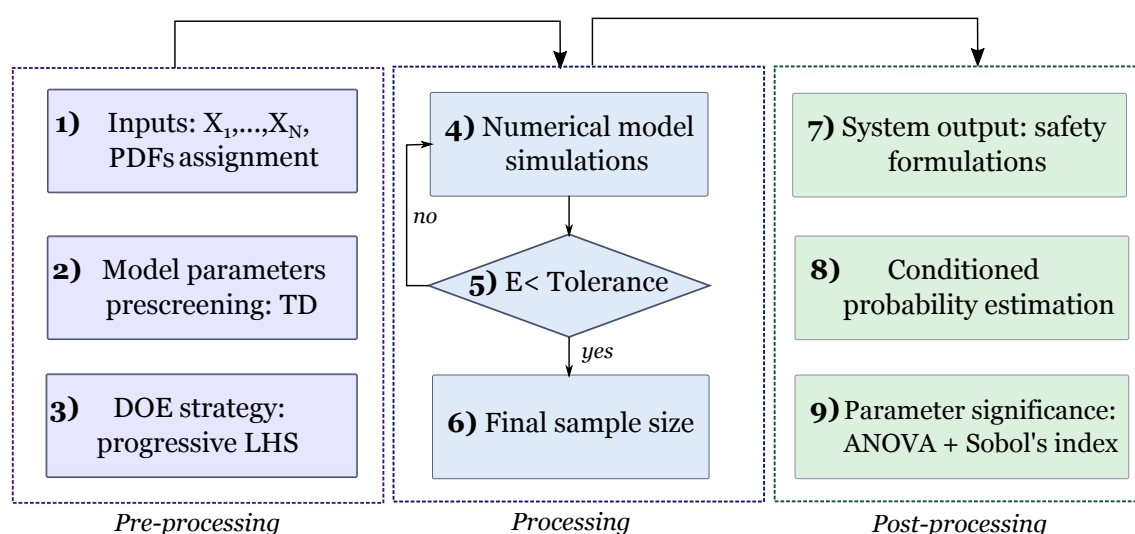 1) Inputs: X₁,...,X_N,
PDFs assignment
2) Model parameters
prescreening: TD
3) DOE strategy:
progressive LHS
Pre-processing
4) Numerical model
simulations
no
5) E< Tolerance
yes
6) Final sample size
Processing
7) System output: safety
formulations
8) Conditioned
probability estimation
9) Parameter significance:
ANOVA + Sobol's index
Post-processing